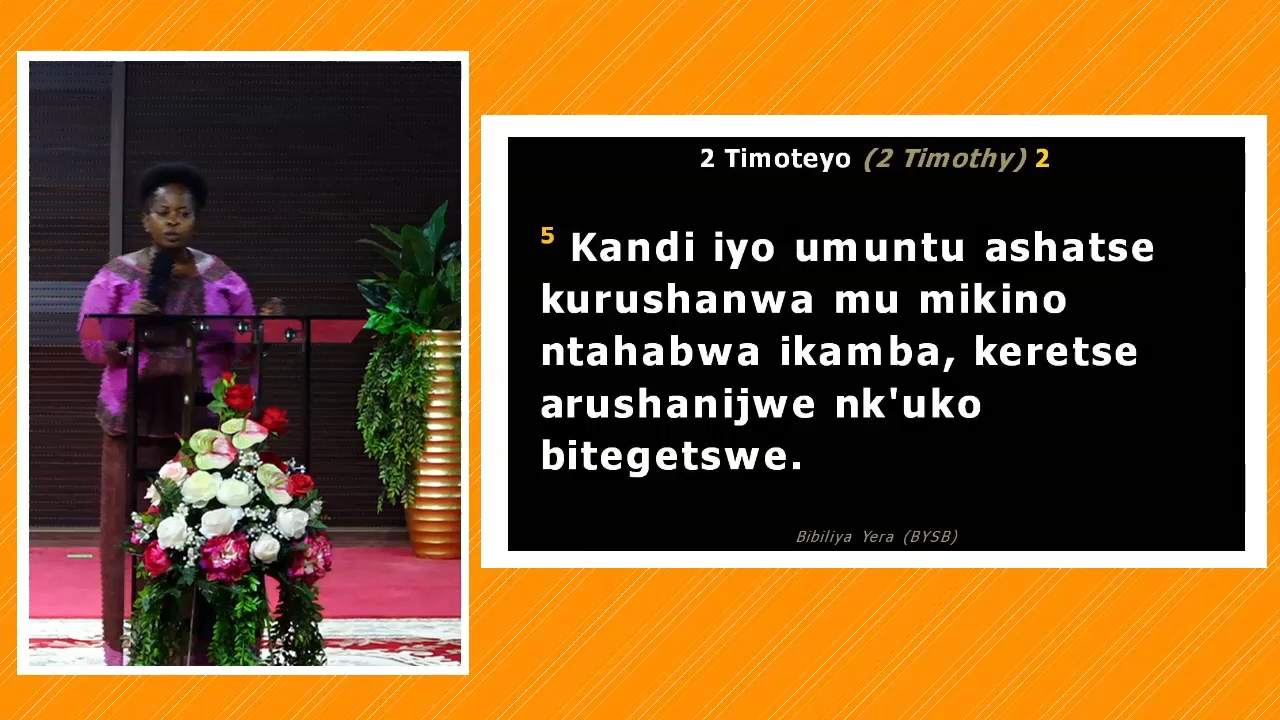 2 Timoteyo (2 Timothy) 2
5 Kandi iyo umuntu ashatse
kurushanwa mu mikino
ntahabwa ikamba, keretse
arushanijwe nk'uko
bitegetswe.
Bibiliya Yera (BYSB)